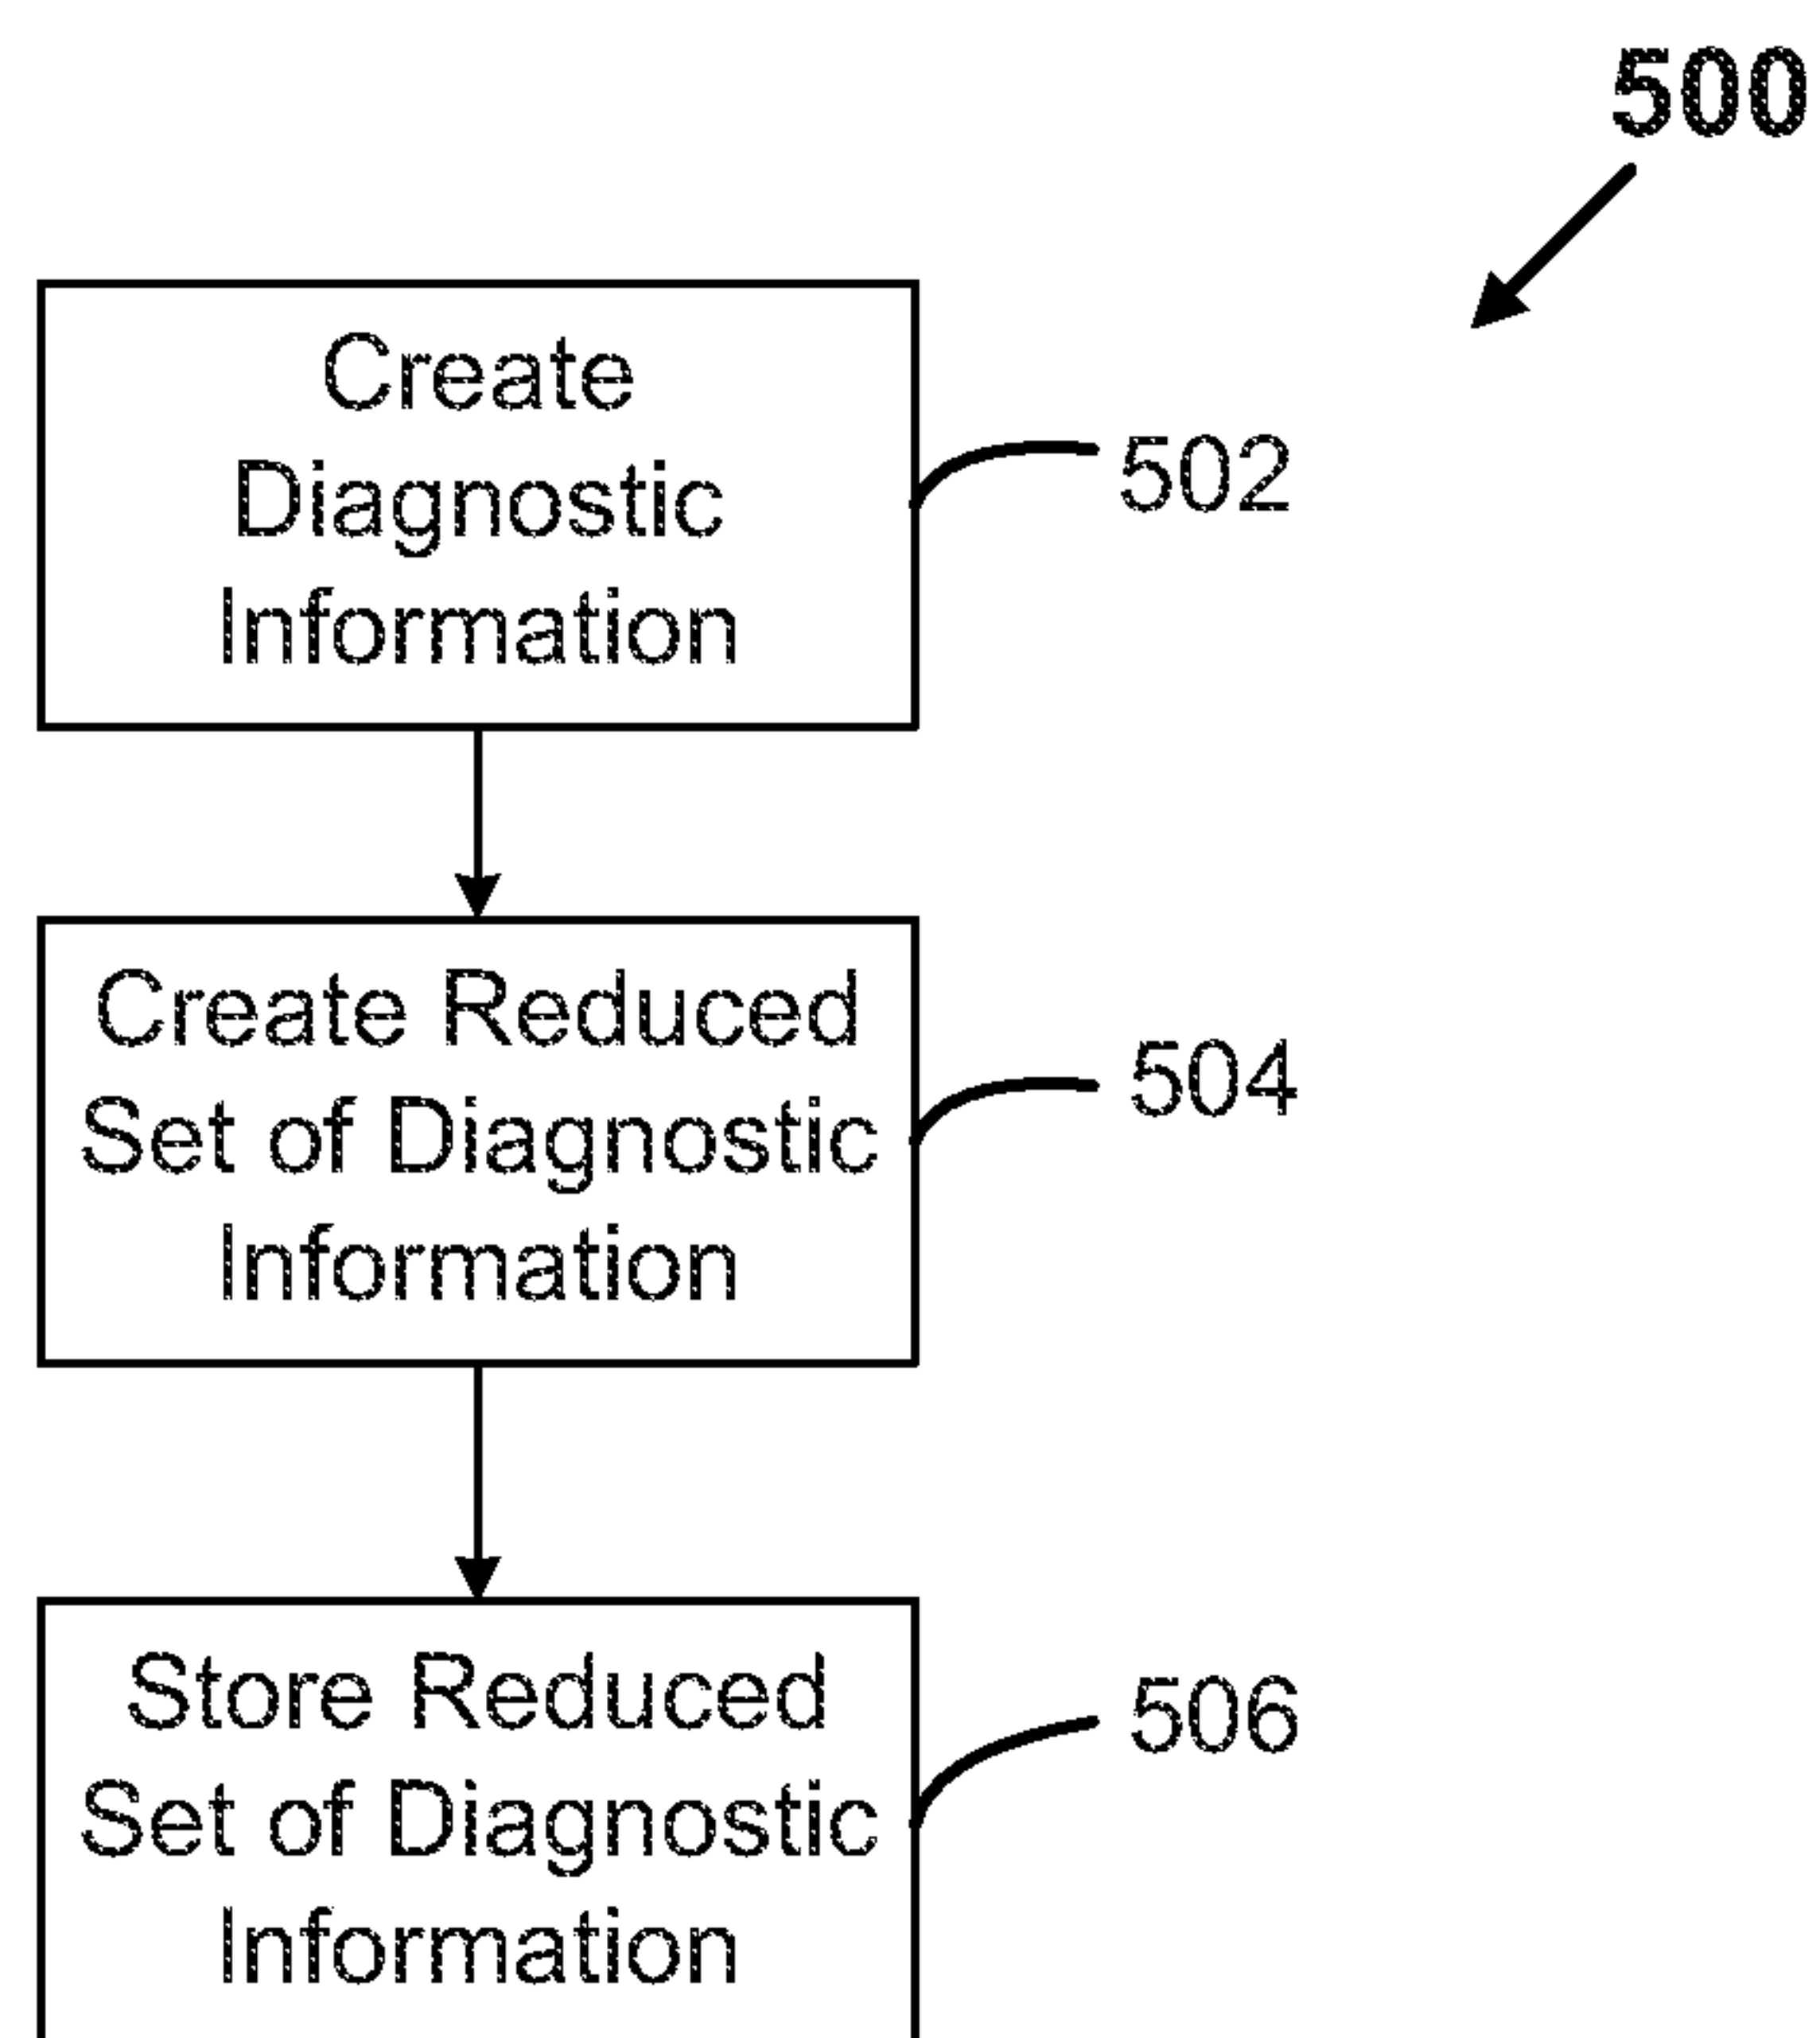 500
Create
Diagnostic
Information
502
Create Reduced
Set of Diagnostic
Information
504
Store Reduced
Set of Diagnostic
Information
506